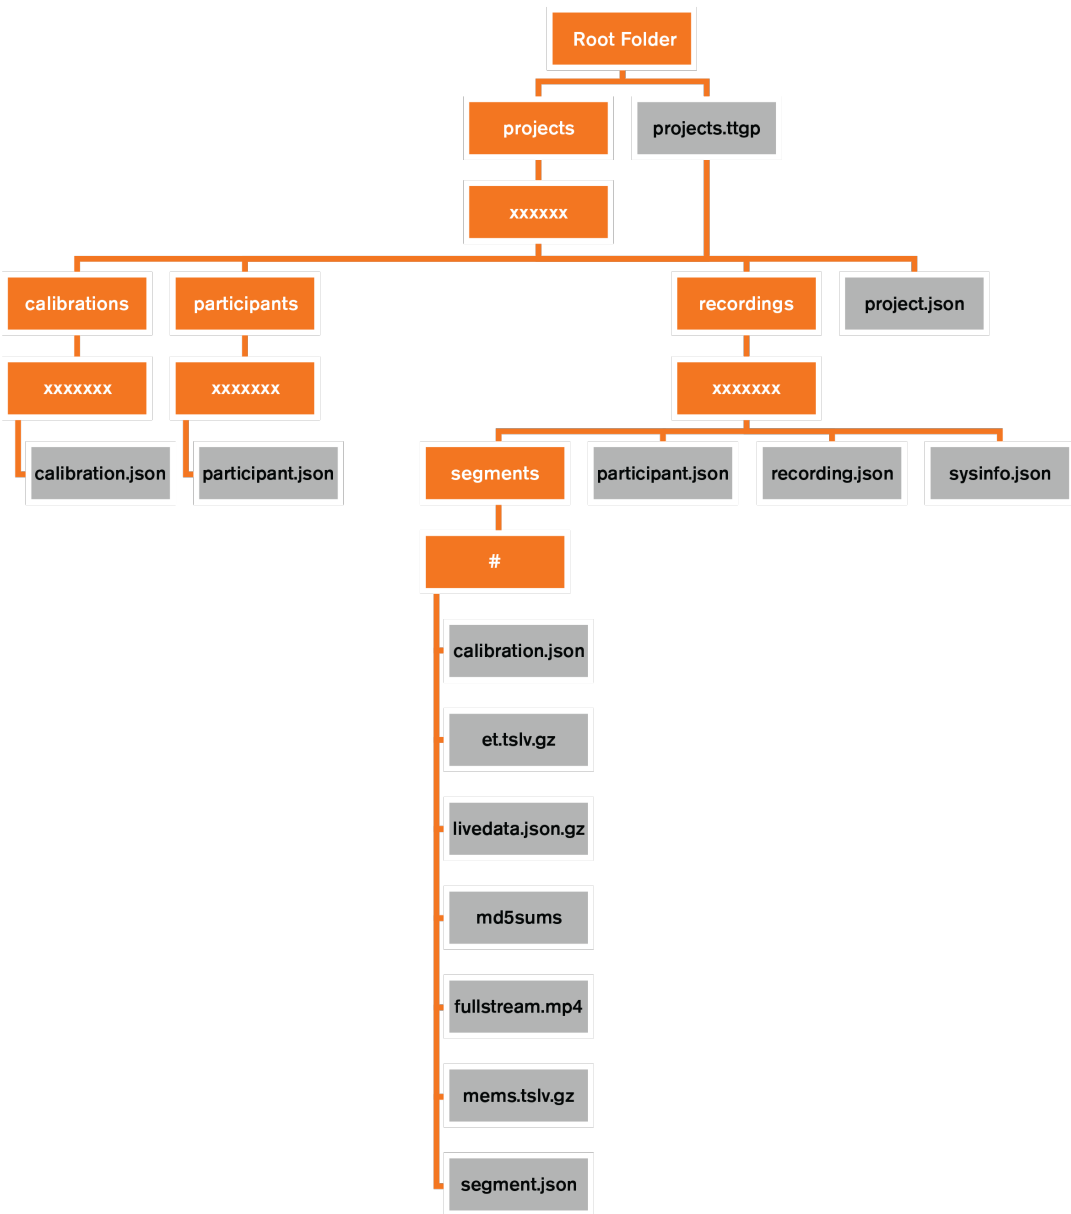 Root Folder
projects
projects.ttgp
xxxxxx
calibrations
participants
recordings
project.json
xxxxxxx
xxxxxxx
xxxxxxx
calibration.json
participant.json
segments
participant.json
recording.json
sysinfo.json
#
calibration.json
et.tslv.gz
livedata.json.gz
md5sums
fullstream.mp4
mems.tslv.gz
segment.json